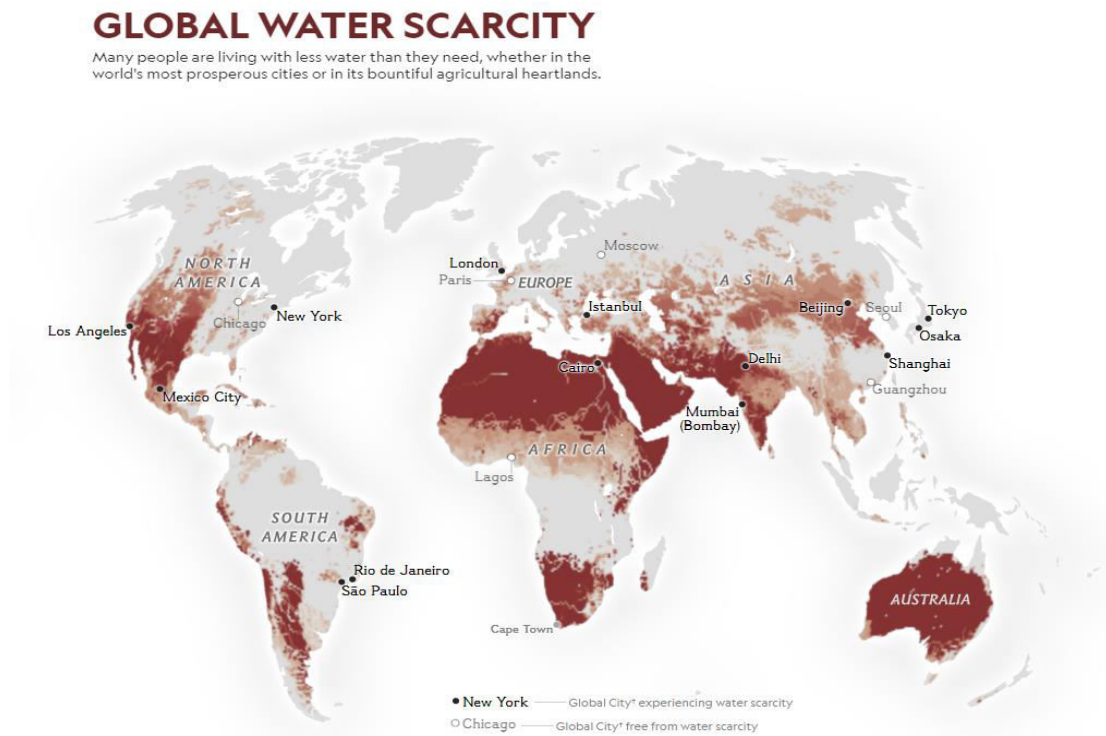 GLOBAL WATER SCARCITY
Many people are living with less water than they need, whether in the
world's most prosperous cities or in its bountiful agricultural heartlands.
Moscow
NORTH
AMERICA
London
Paris
EUROPE
ASIA
Istanbul
Beijing
Seoul
Tokyo
Osaka
Los Angeles
Chicago
New York
Cairo
Delhi
Shanghai
Guangzhou
Mexico City
Mumbai
(Bombay)
AFRICA
Lagos
SOUTH
AMERICA
Rio de Janeiro
São Paulo
AUSTRALIA
Cape Town
New York Global City† experiencing water scarcity
Chicago Global City† free from water scarcity